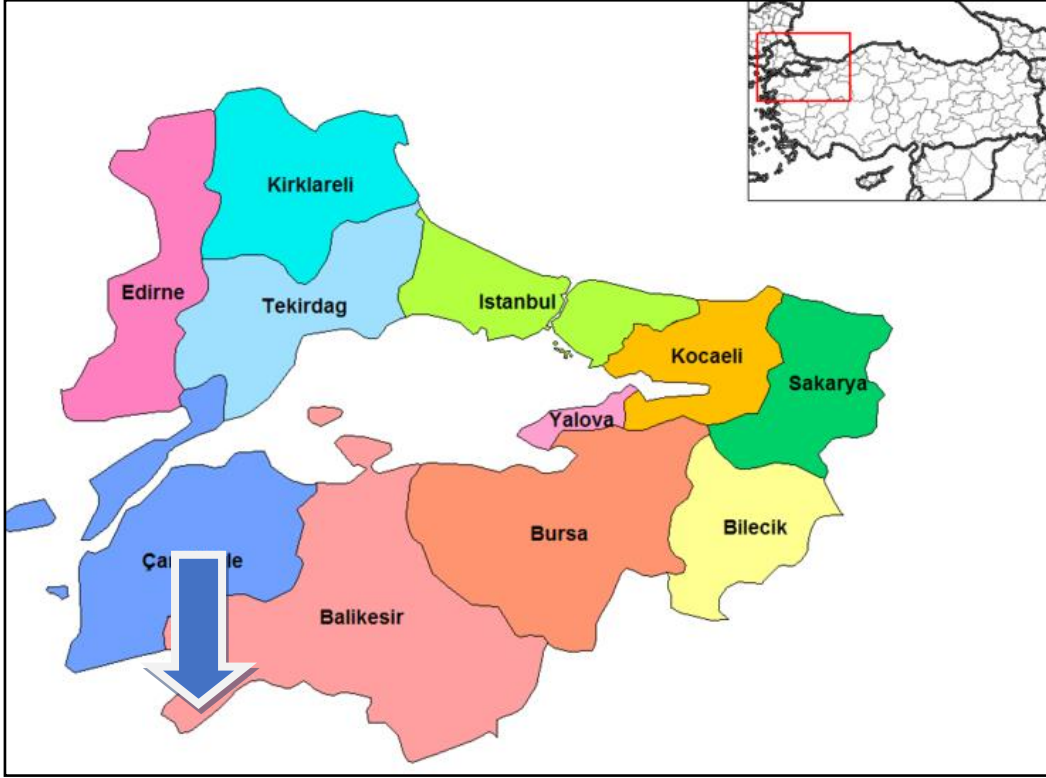 Kirklareli
Edirne
Tekirdag
Istanbul
Kocaeli
Sakarya
Yalova
Bursa
Bilecik
Balikesir